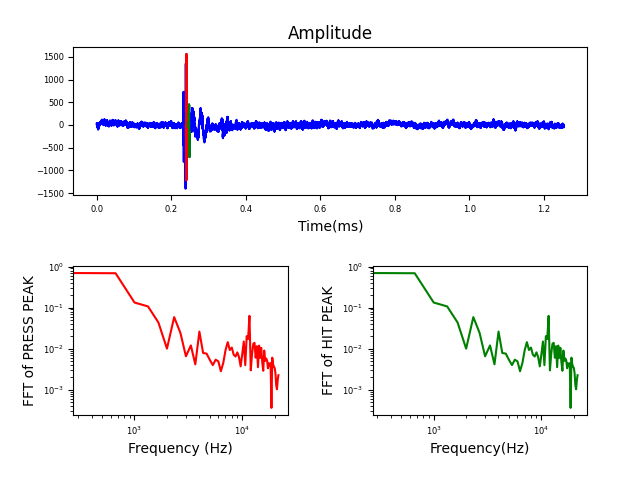 Amplitude
1500
1000
500
0
−500
−1000
−1500
0.0 0.2 0.4 0.6 0.8 1.0 1.2
Time(ms)
FFT of PRESS PEAK
10⁰
10⁻¹
10⁻²
10⁻³
10³ 10⁴
Frequency (Hz)
FFT of HIT PEAK
10⁰
10⁻¹
10⁻²
10⁻³
10³ 10⁴
Frequency(Hz)